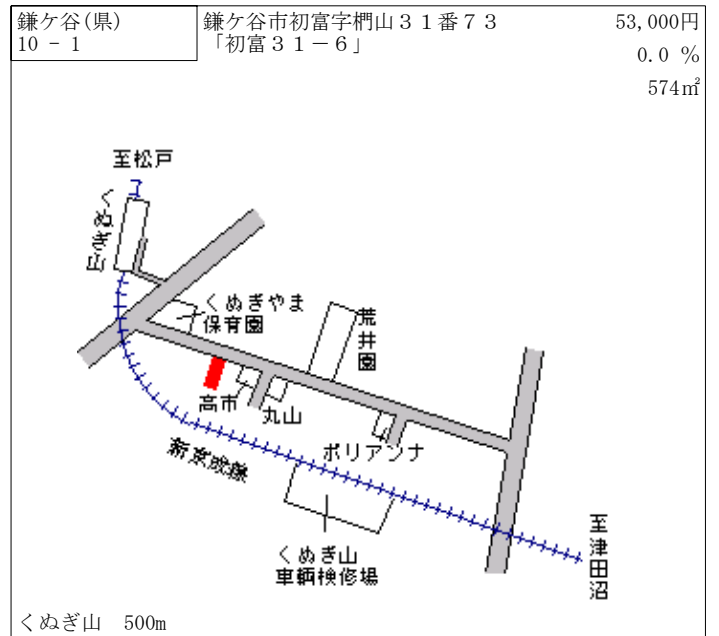 鎌ケ谷(県)
10 - 1
鎌ケ谷市初富字椚山31番73
「初富31-6」
53,000円
0.0 %
574㎡
至松戸
くぬぎ山
くぬぎやま
保育園
荒井園
高市
丸山
ポリアンナ
新京成線
くぬぎ山
車輌検修場
至津田沼
くぬぎ山 500m